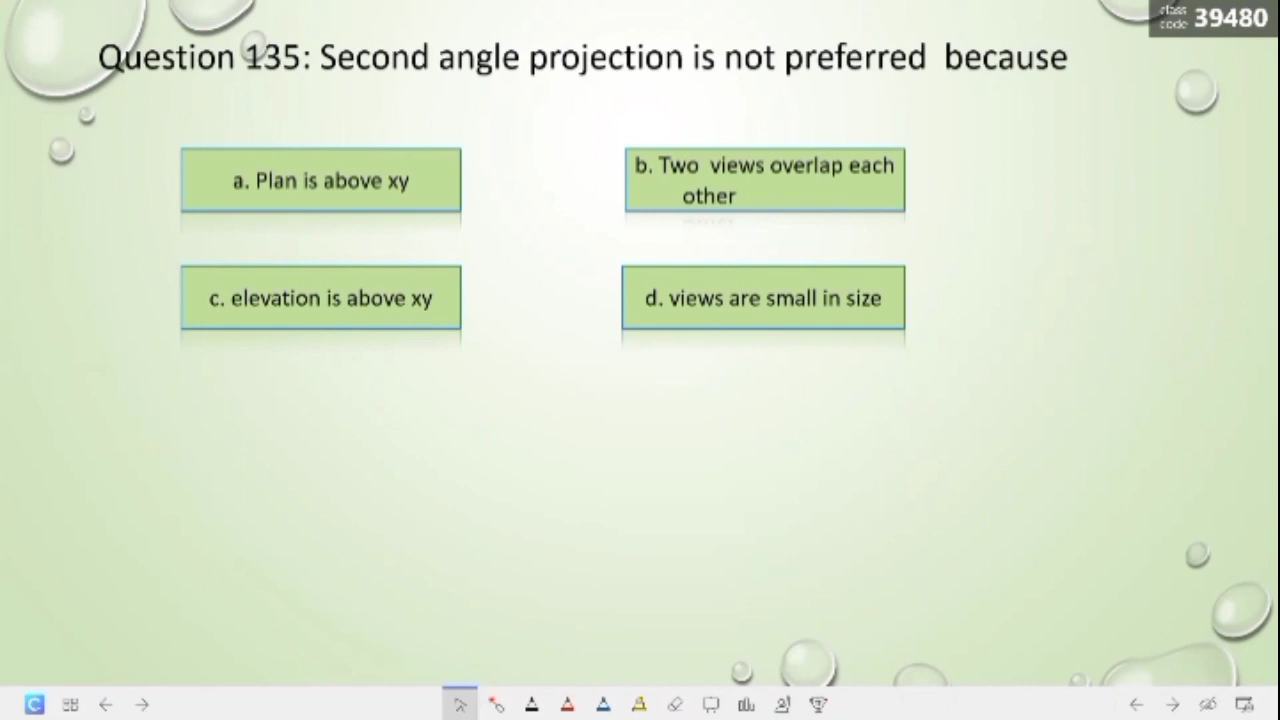 class
code 39480
Question 135: Second angle projection is not preferred because
a. Plan is above xy
b. Two views overlap each
other
c. elevation is above xy
d. views are small in size